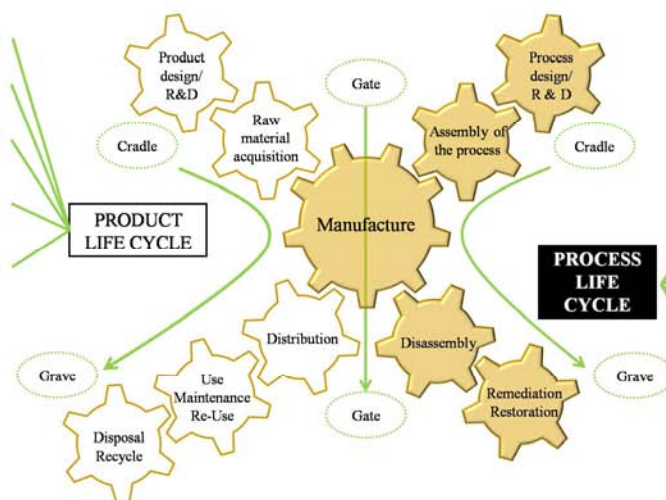 Product
design/
R&D
Gate
Process
design/
R & D
Raw
material
acquisition
Assembly of
the process
Cradle
Cradle
Manufacture
PRODUCT
LIFE CYCLE
PROCESS
LIFE
CYCLE
Distribution
Disassembly
Grave
Use
Maintenance
Re-Use
Gate
Remediation
Restoration
Grave
Disposal
Recycle